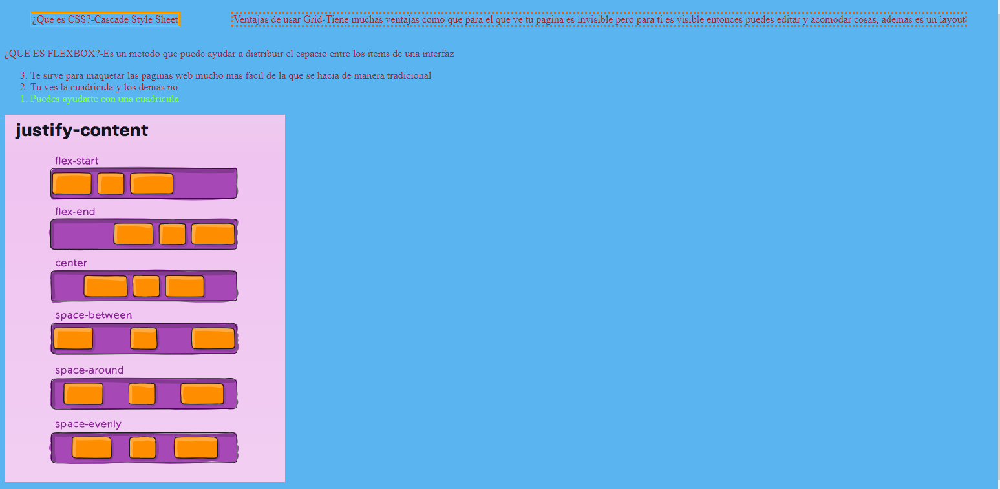 ¿Que es CSS?-Cascade Style Sheet
Ventajas de usar Grid-Tiene muchas ventajas como que para el que ve tu pagina es invisible pero para ti es visible entonces puedes editar y acomodar cosas, ademas es un layout
¿QUE ES FLEXBOX?-Es un metodo que puede ayudar a distribuir el espacio entre los items de una interfaz
3. Te sirve para maquetar las paginas web mucho mas facil de la que se hacia de manera tradicional
2. Tu ves la cuadricula y los demas no
1. Puedes ayudarte con una cuadricula
justify-content
flex-start
flex-end
center
space-between
space-around
space-evenly